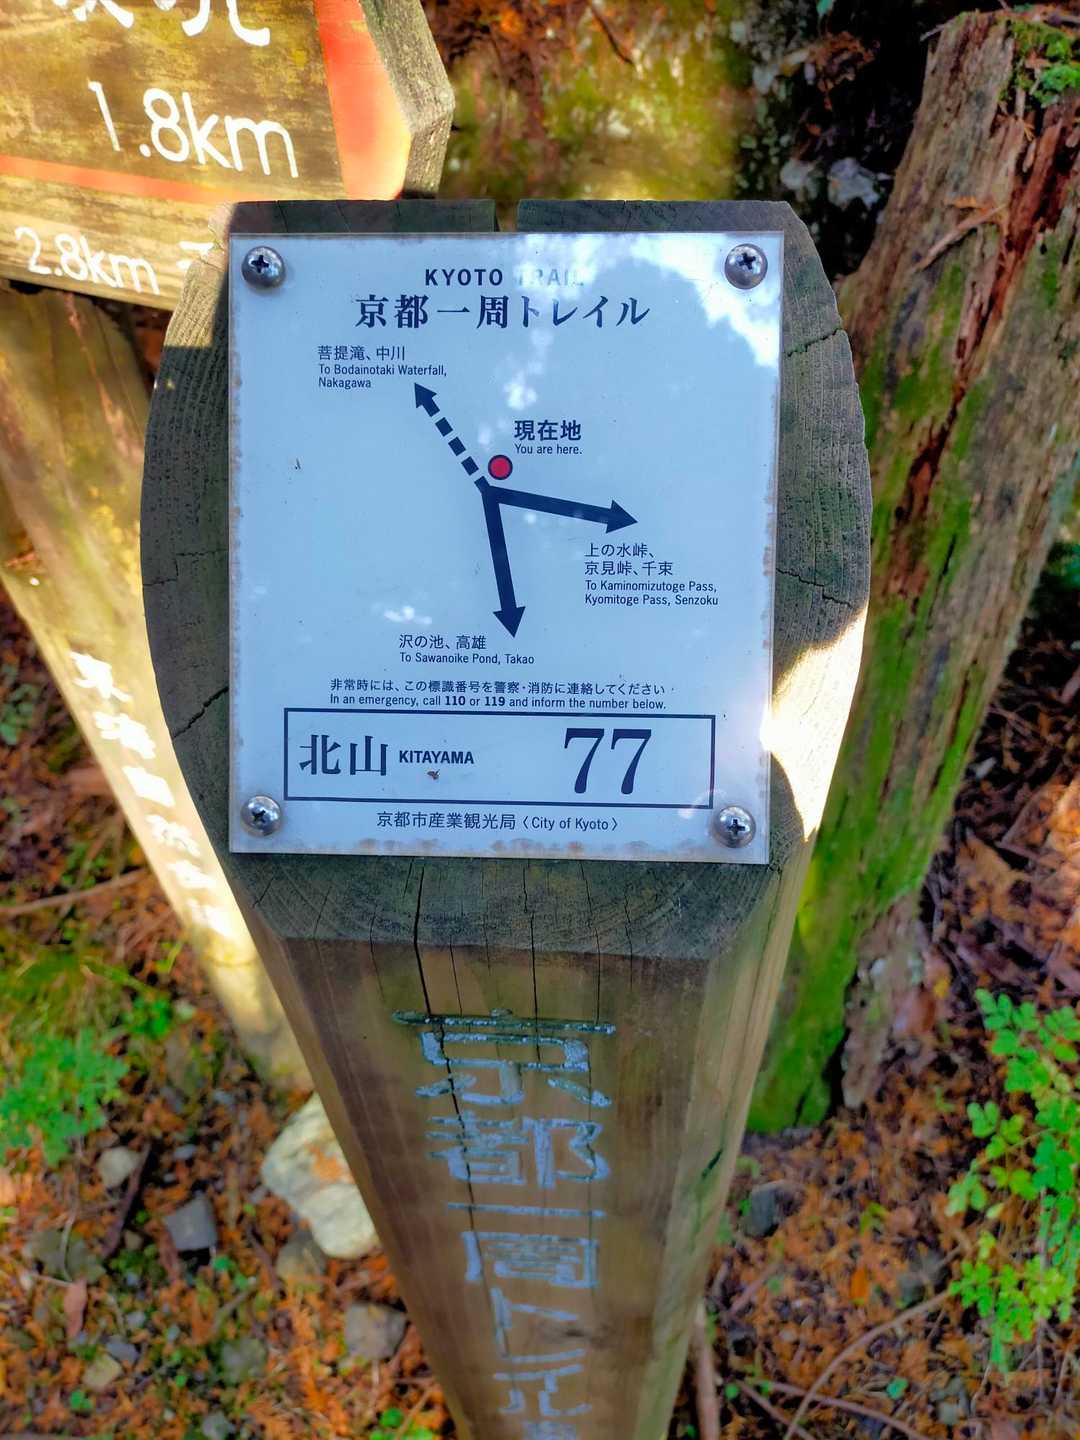 1.8km
2.8km
KYOTO TRAIL
京都一周トレイル
菩提滝、中川
To Bodainotaki Waterfall,
Nakagawa
現在地
You are here.
上の水峠、
京見峠、千束
To Kaminomizutoge Pass,
Kyomitoge Pass, Senzoku
沢の池、高雄
To Sawanoike Pond, Takao
非常時には、この標識番号を警察・消防に連絡してください
In an emergency, call 110 or 119 and inform the number below.
北山 KITAYAMA 77
京都市産業観光局〈City of Kyoto〉
京都一周トレイル